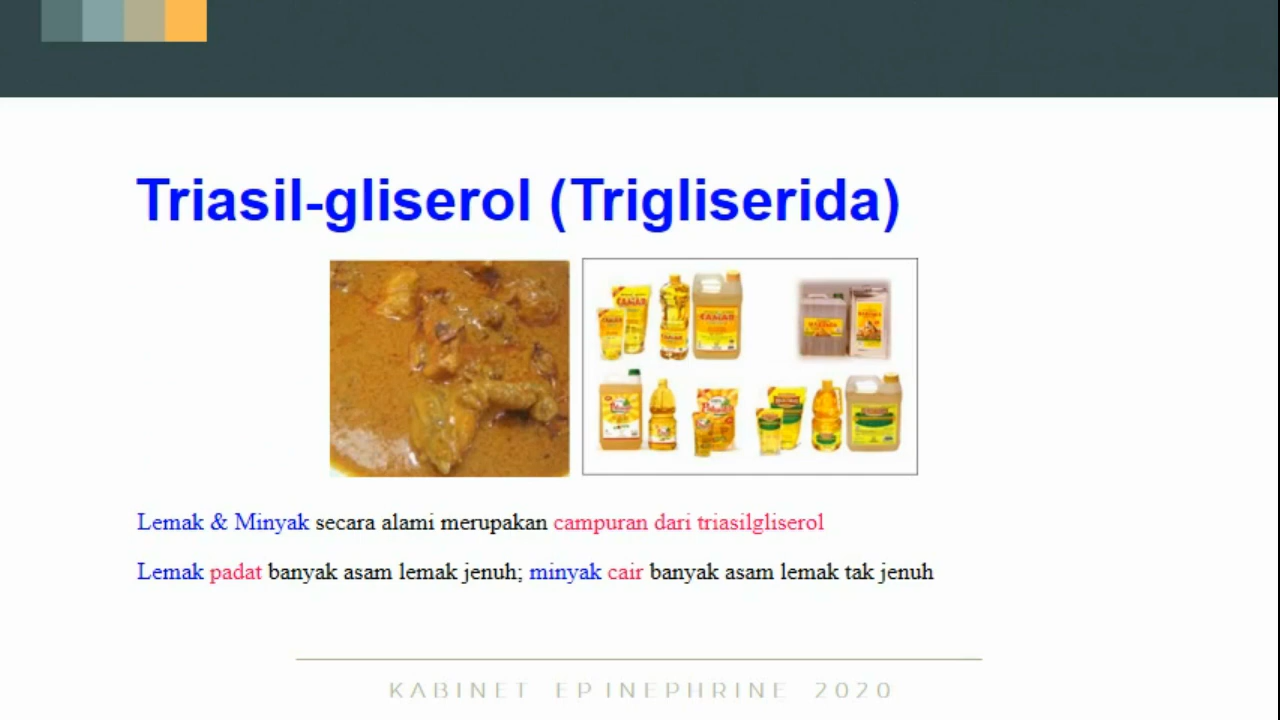 Triasil-gliserol (Trigliserida)
Lemak & Minyak secara alami merupakan campuran dari triasilgliserol
Lemak padat banyak asam lemak jenuh; minyak cair banyak asam lemak tak jenuh
KABINET EPINEPHRINE 2020